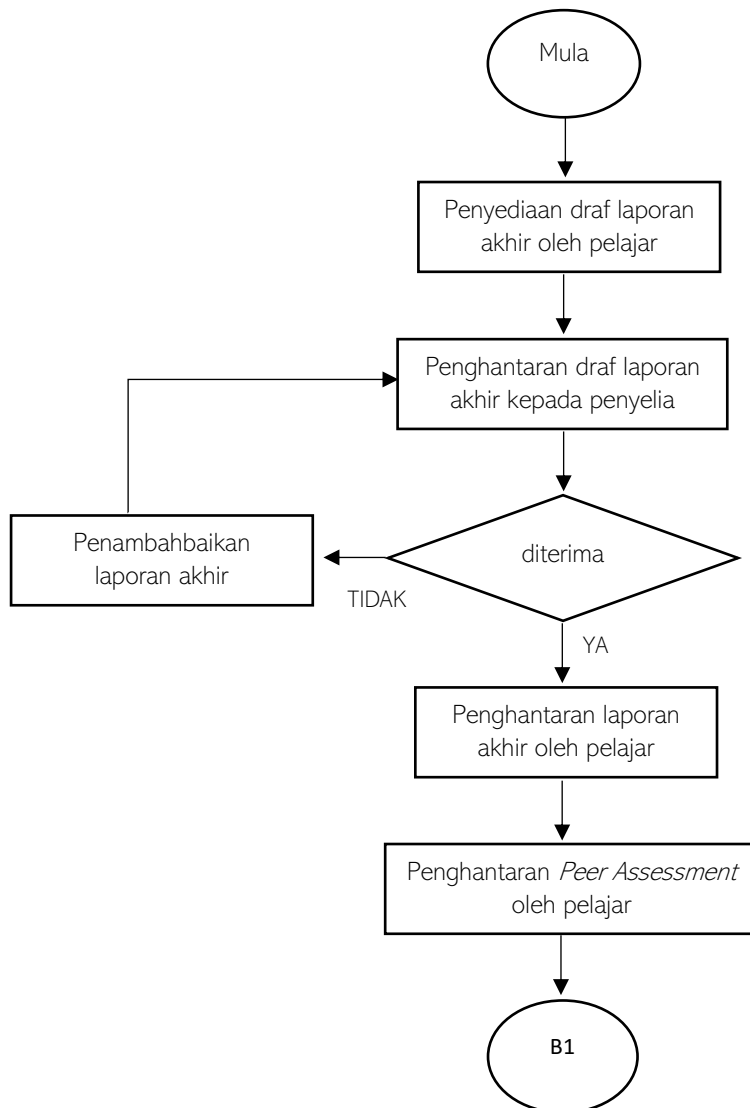 Mula
Penyediaan draf laporan
akhir oleh pelajar
Penghantaran draf laporan
akhir kepada penyelia
Penambahbaikan
laporan akhir
diterima
TIDAK
YA
Penghantaran laporan
akhir oleh pelajar
Penghantaran Peer Assessment
oleh pelajar
B1